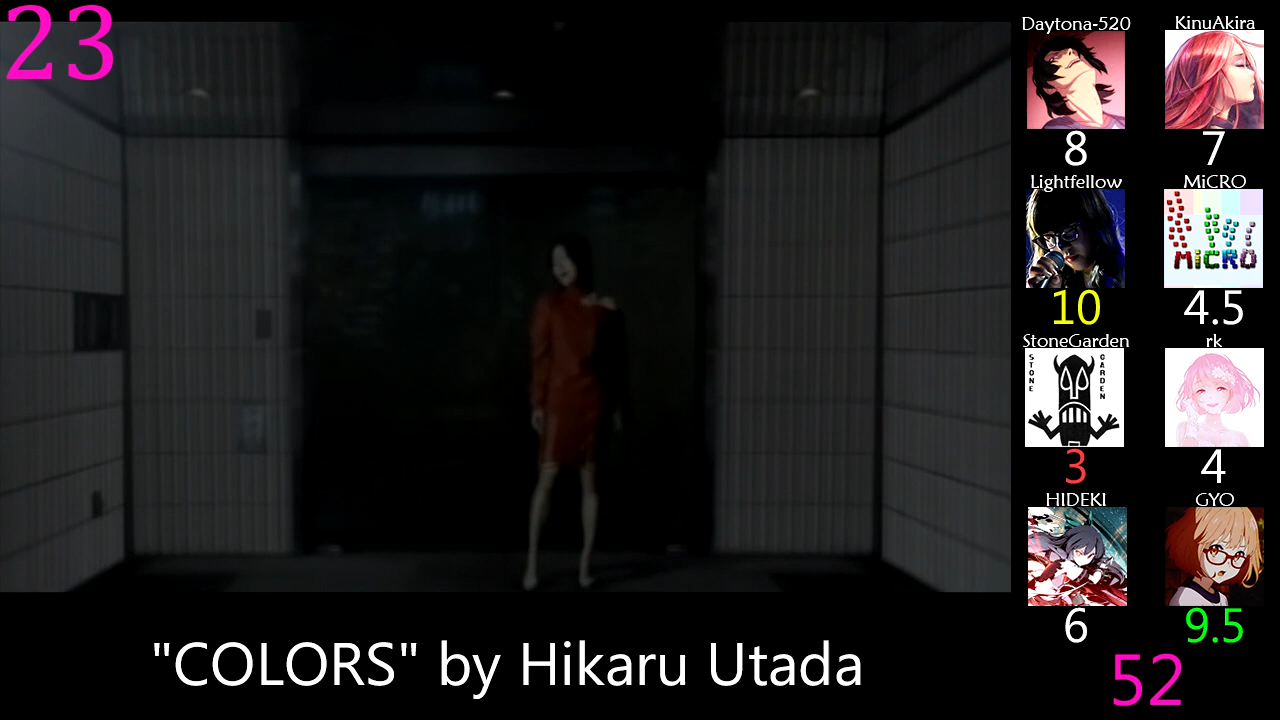 23
Daytona-520
KinuAkira
8
7
Lightfellow
MiCRO
MiCRO
10
4.5
StoneGarden
rk
STONE
GARDEN
3
4
HIDEKI
GYO
6
9.5
"COLORS" by Hikaru Utada
52